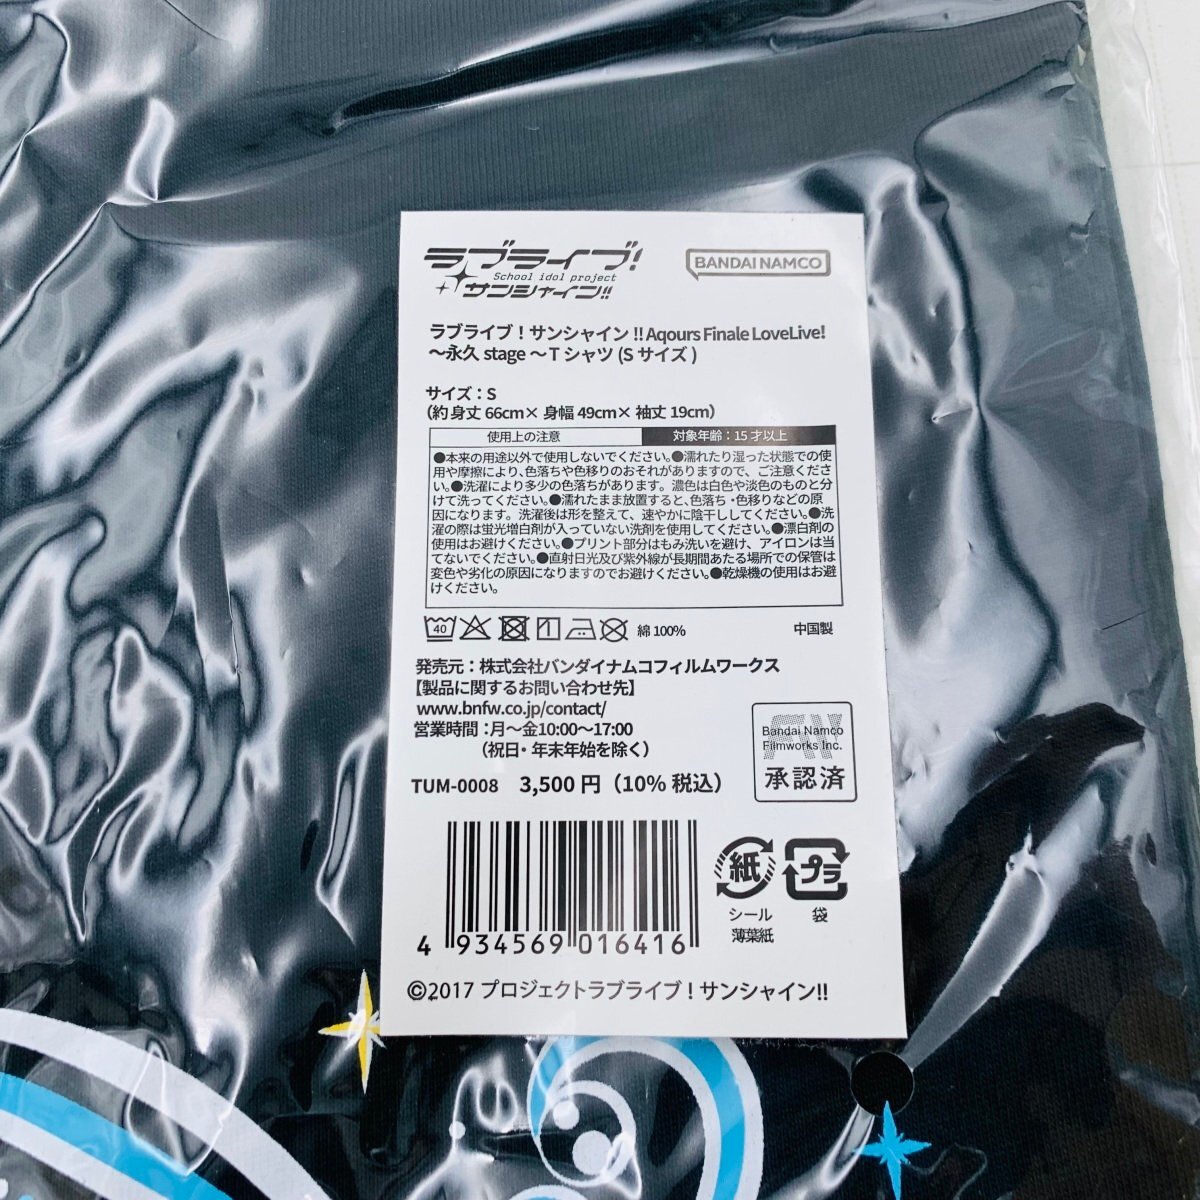 ラブライブ!
School idol project
サンシャイン!!
BANDAI NAMCO
ラブライブ！サンシャイン!! Aqours Finale LoveLive!
～永久 stage ～Tシャツ (S サイズ )
サイズ：S
（約 身丈 66cm× 身幅 49cm× 袖丈 19cm）
使用上の注意 対象年齢：15 才以上
●本来の用途以外で使用しないでください。●濡れたり湿った状態での使
用や摩擦により、色落ちや色移りのおそれがありますので、ご注意くださ
い。●洗濯により多少の色落ちがあります。濃色は白色や淡色のものと分
けて洗ってください。●濡れたまま放置すると、色落ち・色移りなどの原
因になります。洗濯後は形を整えて、速やかに陰干ししてください。●洗
濯の際は蛍光増白剤が入っていない洗剤を使用してください。●漂白剤の
使用はお避けください。●プリント部分はもみ洗いを避け、アイロンは当
てないでください。●直射日光及び紫外線が長期間あたる場所での保管は
変色や劣化の原因になりますのでお避けください。●乾燥機の使用はお避
けください。
40 綿 100% 中国製
発売元：株式会社バンダイナムコフィルムワークス
【製品に関するお問い合わせ先】
www.bnfw.co.jp/contact/
営業時間：月～金10:00～17:00
（祝日・年末年始を除く）
TUM-0008 3,500 円（10% 税込）
FW
Bandai Namco
Filmworks Inc.
承認済
紙 プラ
シール 袋
薄葉紙
4 934569 016416
©2017 プロジェクトラブライブ！サンシャイン!!